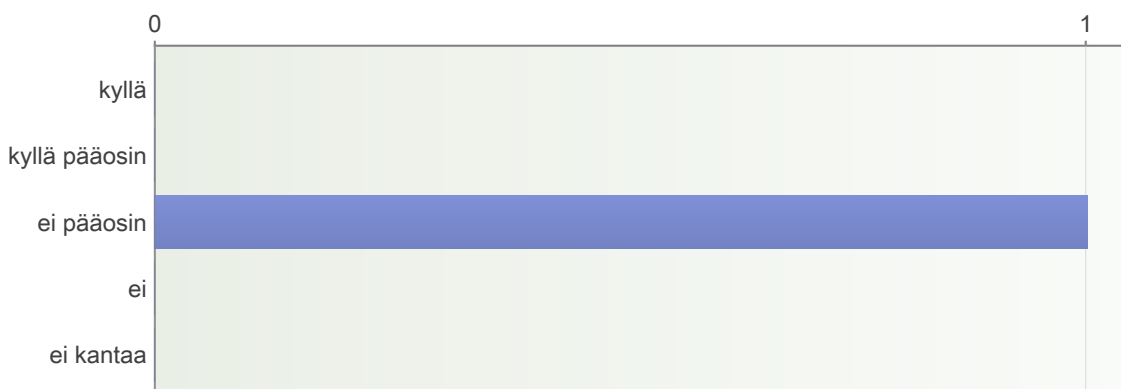 0 1
kyllä
kyllä pääosin
ei pääosin
ei
ei kantaa